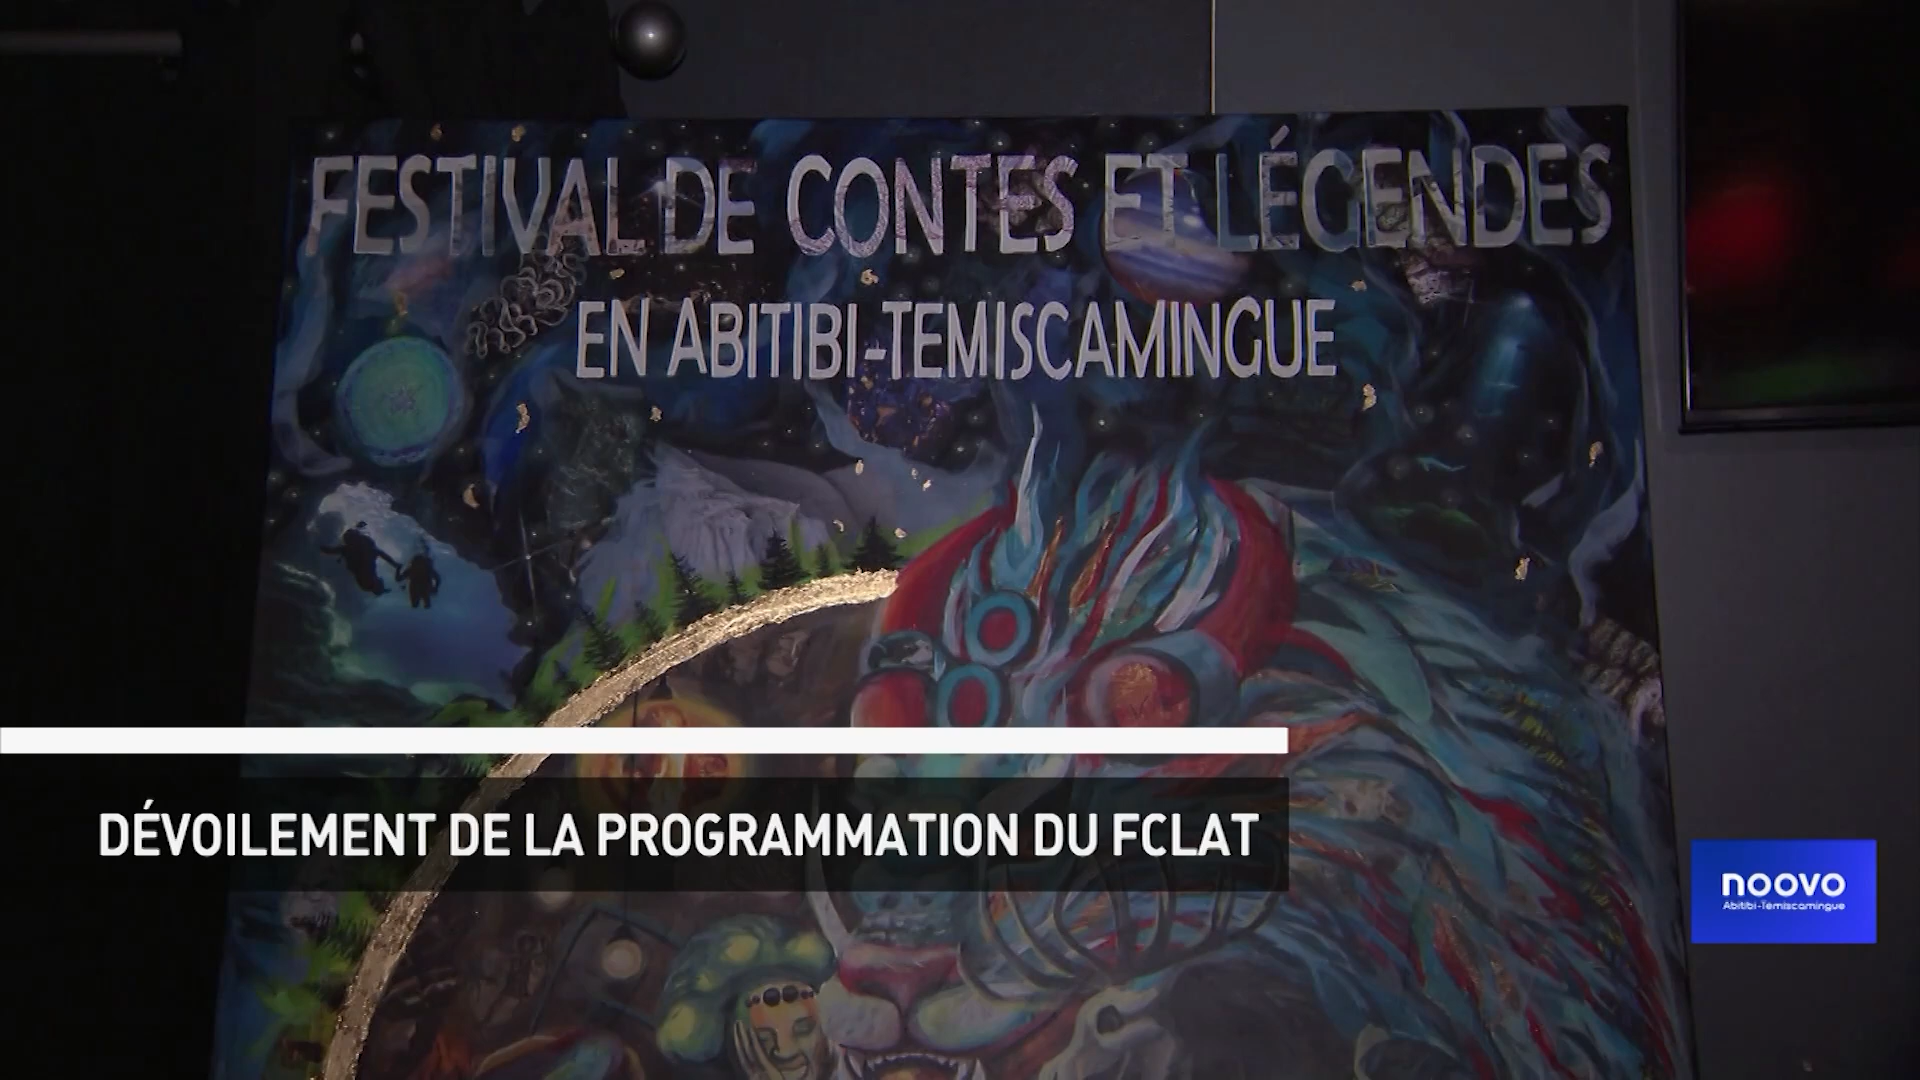 FESTIVAL DE CONTES ET LÉGENDES
EN ABITIBI-TEMISCAMINGUE
DÉVOILEMENT DE LA PROGRAMMATION DU FCLAT
noovo
Abitibi-Témiscamingue